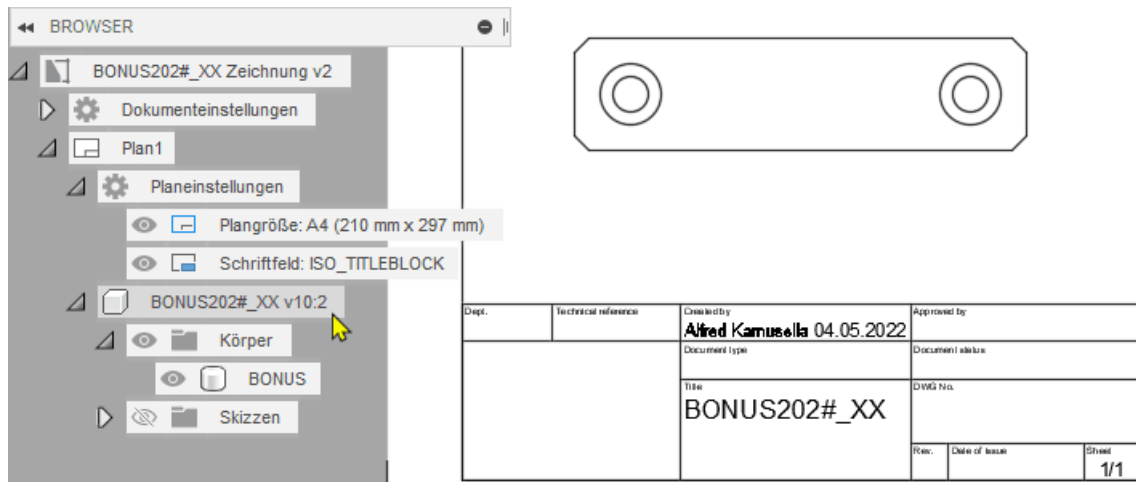 BROWSER
BONUS202#_XX Zeichnung v2
Dokumenteinstellungen
Plan1
Planeinstellungen
Plangröße: A4 (210 mm x 297 mm)
Schriftfeld: ISO_TITLEBLOCK
BONUS202#_XX v10:2
Körper
BONUS
Skizzen
Dept.
Technical reference
Created by
Approved by
Alfred Kamusella 04.05.2022
Document type
Document status
Title
DWG No.
BONUS202#_XX
Rev.
Date of issue
Sheet
1/1